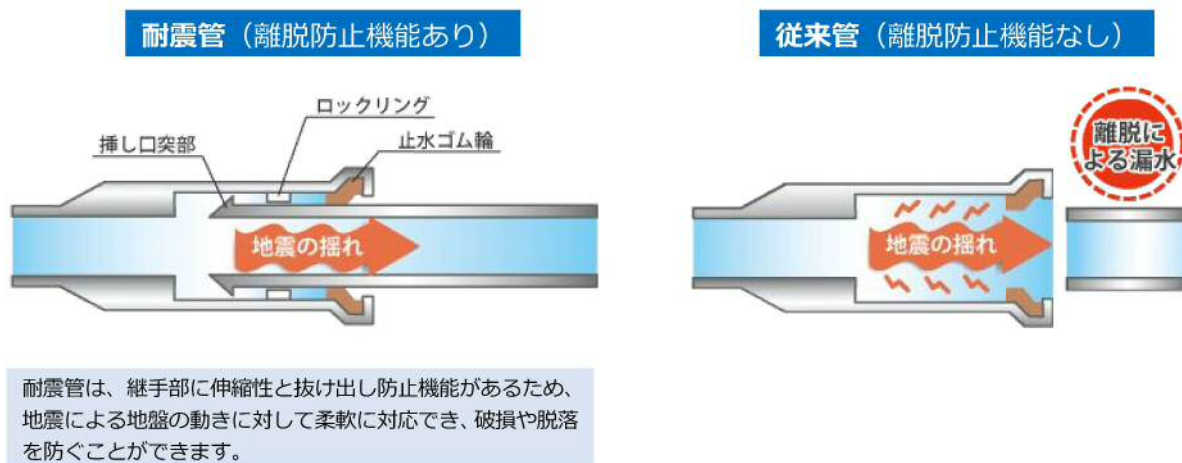 耐震管（離脱防止機能あり）
ロックリング
挿し口突部
止水ゴム輪
地震の揺れ
耐震管は、継手部に伸縮性と抜け出し防止機能があるため、
地震による地盤の動きに対して柔軟に対応でき、破損や脱落
を防ぐことができます。
従来管（離脱防止機能なし）
離脱に
よる漏水
地震の揺れ